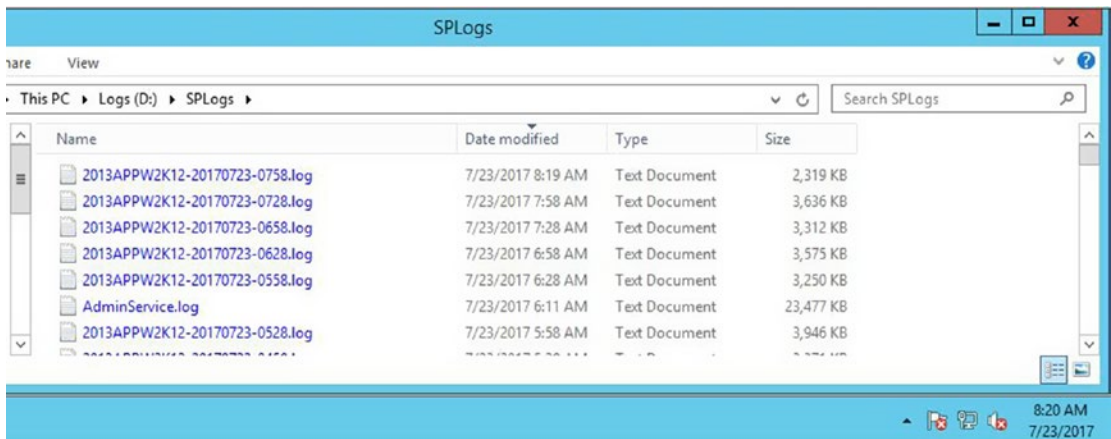 SPLogs
hare View
This PC ▸ Logs (D:) ▸ SPLogs ▸ Search SPLogs
Name Date modified Type Size
2013APPW2K12-20170723-0758.log 7/23/2017 8:19 AM Text Document 2,319 KB
2013APPW2K12-20170723-0728.log 7/23/2017 7:58 AM Text Document 3,636 KB
2013APPW2K12-20170723-0658.log 7/23/2017 7:28 AM Text Document 3,312 KB
2013APPW2K12-20170723-0628.log 7/23/2017 6:58 AM Text Document 3,575 KB
2013APPW2K12-20170723-0558.log 7/23/2017 6:28 AM Text Document 3,250 KB
AdminService.log 7/23/2017 6:11 AM Text Document 23,477 KB
2013APPW2K12-20170723-0528.log 7/23/2017 5:58 AM Text Document 3,946 KB
8:20 AM
7/23/2017